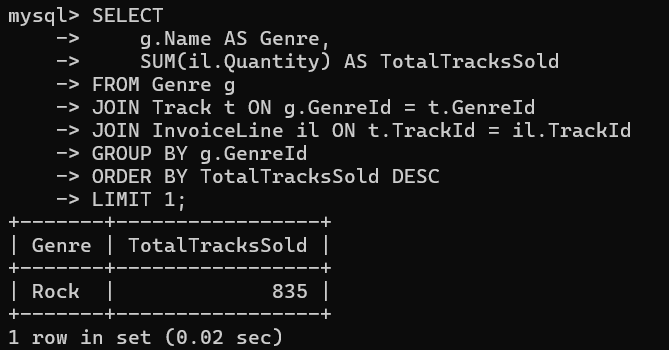 mysql> SELECT
    ->     g.Name AS Genre,
    ->     SUM(il.Quantity) AS TotalTracksSold
    -> FROM Genre g
    -> JOIN Track t ON g.GenreId = t.GenreId
    -> JOIN InvoiceLine il ON t.TrackId = il.TrackId
    -> GROUP BY g.GenreId
    -> ORDER BY TotalTracksSold DESC
    -> LIMIT 1;
+-------+-----------------+
| Genre | TotalTracksSold |
+-------+-----------------+
| Rock  |             835 |
+-------+-----------------+
1 row in set (0.02 sec)